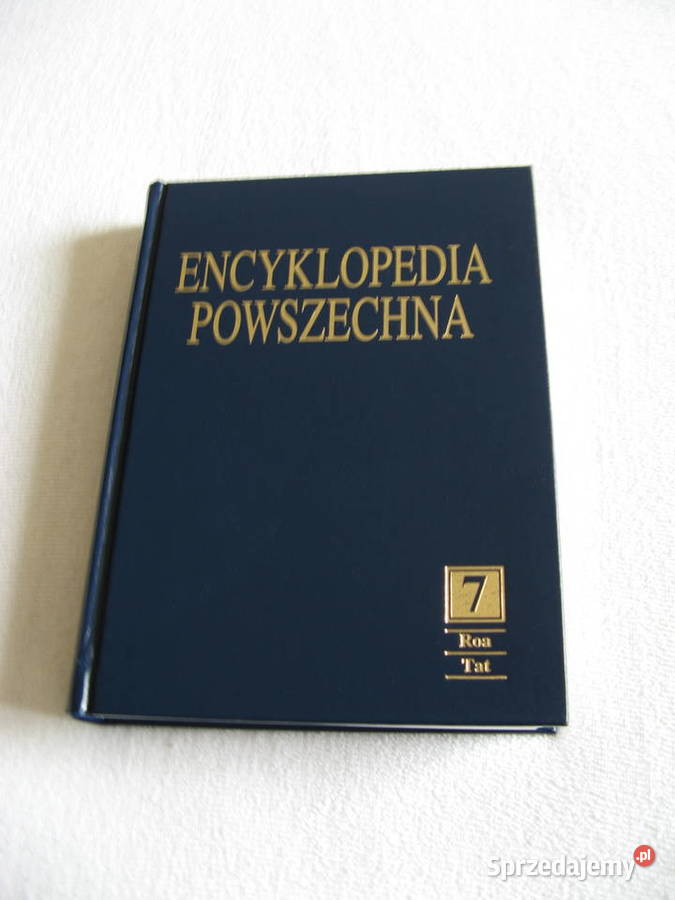 ENCYKLOPEDIA
POWSZECHNA
7
Roa
Tat
Sprzedajemy.pl